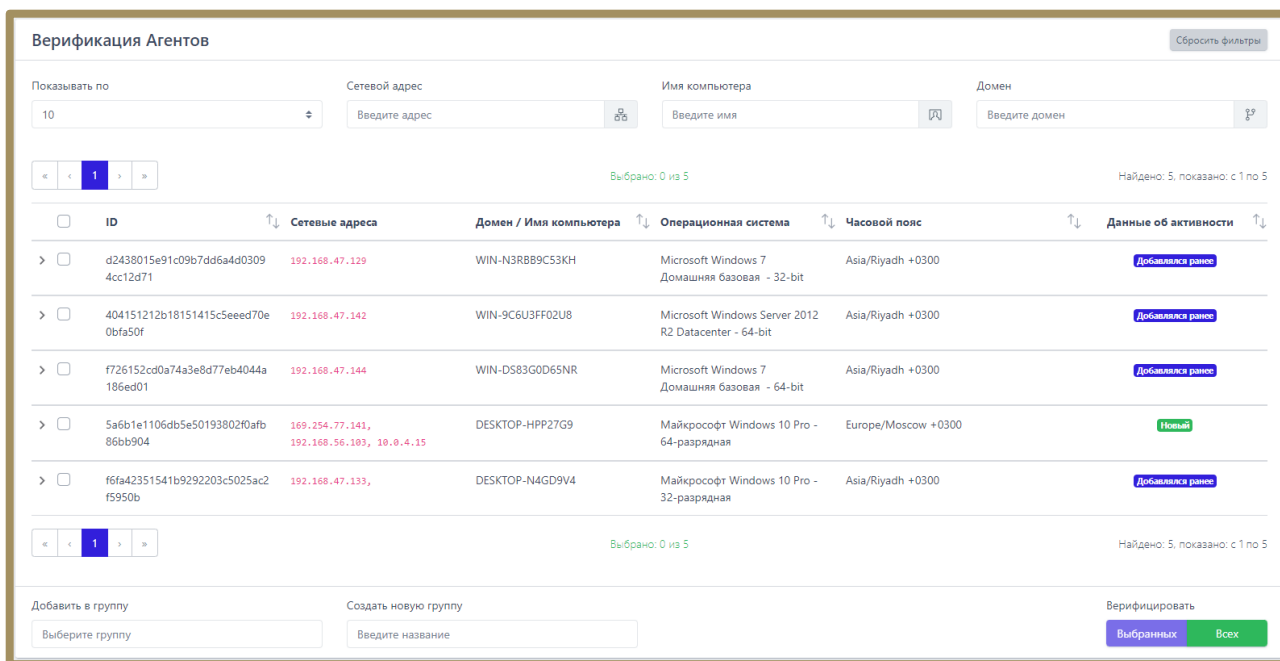 Верификация Агентов
Сбросить фильтры
Показывать по
Сетевой адрес
Имя компьютера
Домен
10
Введите адрес
Введите имя
Введите домен
« ‹ 1 › »
Выбрано: 0 из 5
Найдено: 5, показано: с 1 по 5
ID
Сетевые адреса
Домен / Имя компьютера
Операционная система
Часовой пояс
Данные об активности
d2438015e91c09b7dd6a4d0309
4cc12d71
192.168.47.129
WIN-N3RBB9C53KH
Microsoft Windows 7
Домашняя базовая - 32-bit
Asia/Riyadh +0300
Добавлялся ранее
404151212b18151415c5eeed70e
0bfa50f
192.168.47.142
WIN-9C6U3FF02U8
Microsoft Windows Server 2012
R2 Datacenter - 64-bit
Asia/Riyadh +0300
Добавлялся ранее
f726152cd0a74a3e8d77eb4044a
186ed01
192.168.47.144
WIN-DS83G0D65NR
Microsoft Windows 7
Домашняя базовая - 64-bit
Asia/Riyadh +0300
Добавлялся ранее
5a6b1e1106db5e50193802f0afb
86bb904
169.254.77.141,
192.168.56.103, 10.0.4.15
DESKTOP-HPP27G9
Майкрософт Windows 10 Pro -
64-разрядная
Europe/Moscow +0300
Новый
f6fa42351541b9292203c5025ac2
f5950b
192.168.47.133,
DESKTOP-N4GD9V4
Майкрософт Windows 10 Pro -
32-разрядная
Asia/Riyadh +0300
Добавлялся ранее
« ‹ 1 › »
Выбрано: 0 из 5
Найдено: 5, показано: с 1 по 5
Добавить в группу
Создать новую группу
Верифицировать
Выберите группу
Введите название
Выбранных
Всех